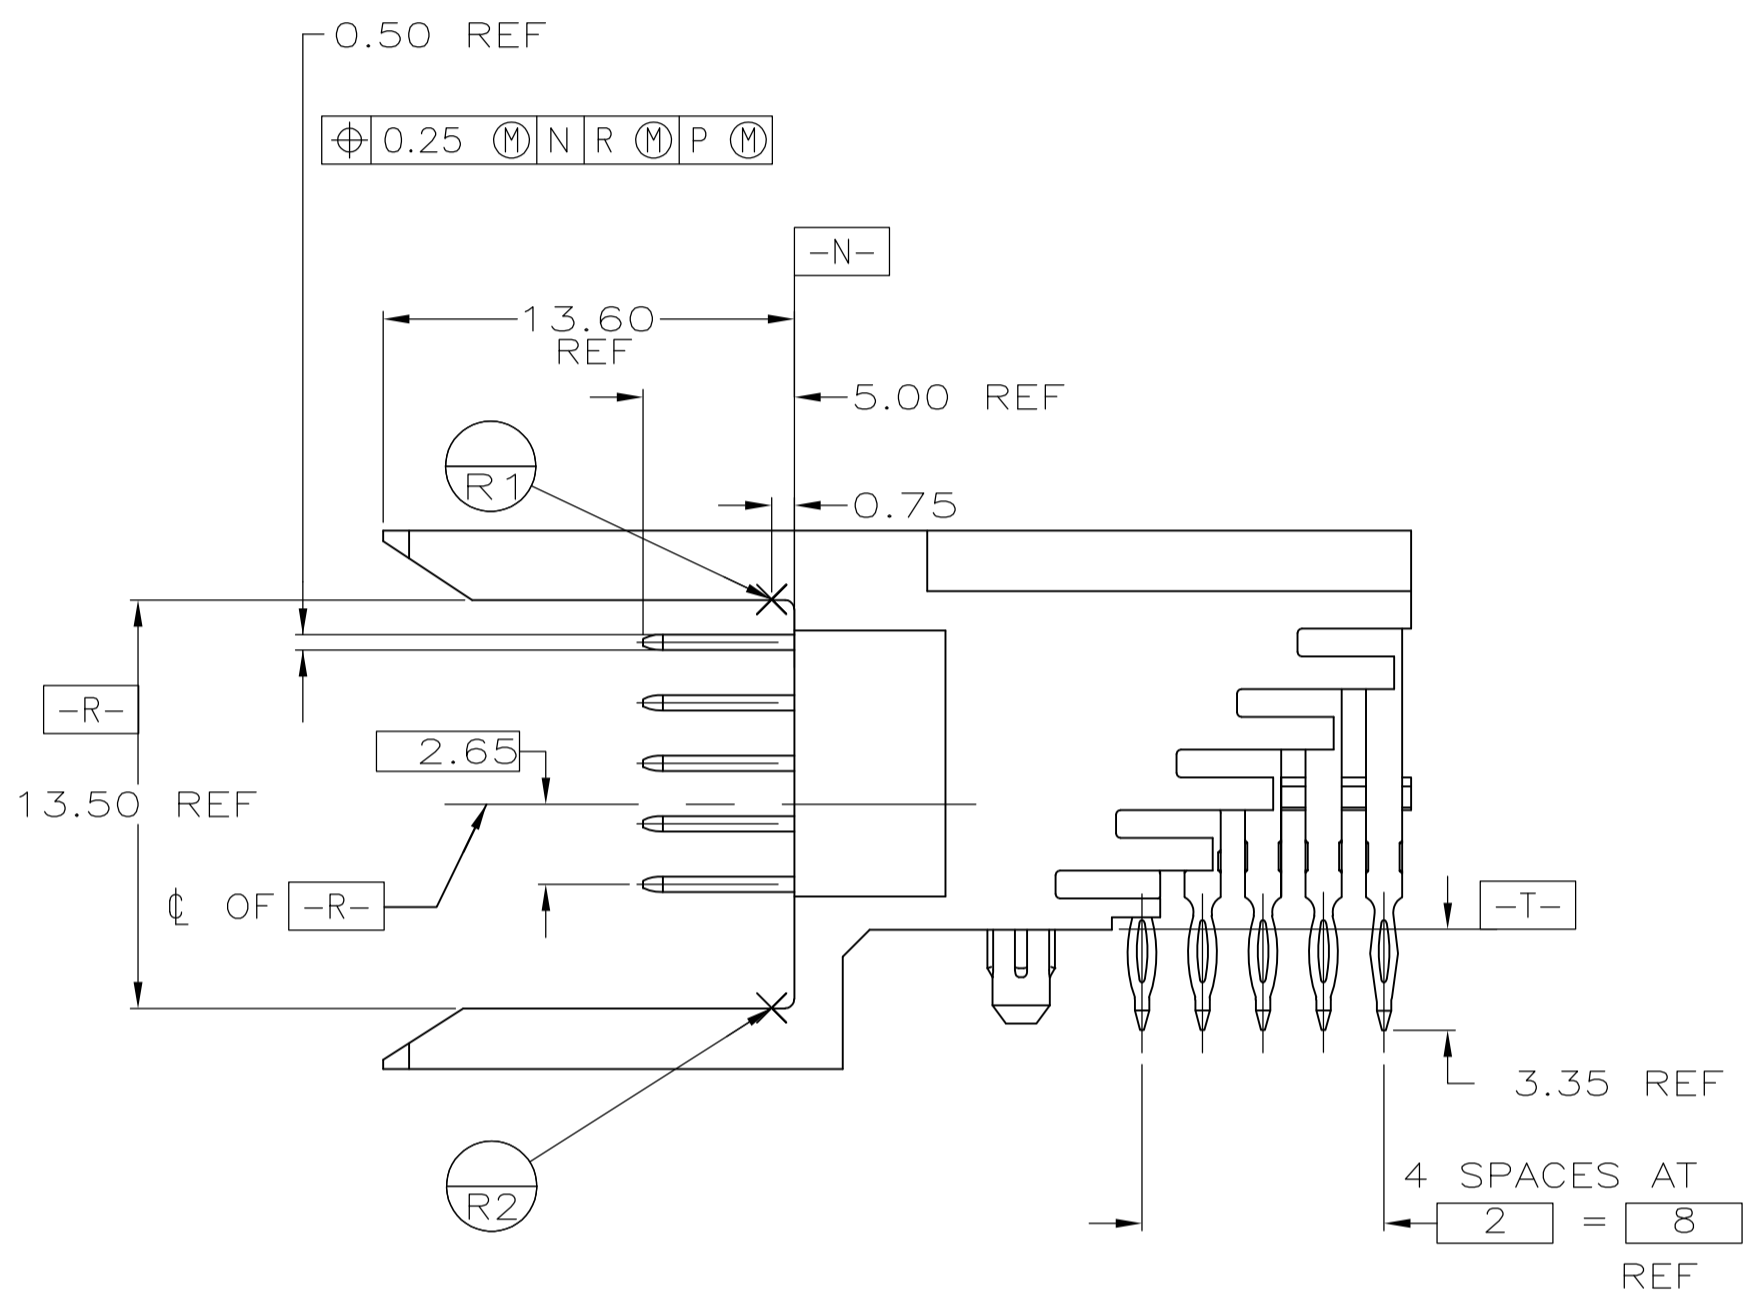 0.50 REF
⌖ 0.25 Ⓜ N R Ⓜ P Ⓜ
-N-
13.60
REF
5.00 REF
R1
0.75
-R-
2.65
13.50 REF
℄ OF -R-
-T-
3.35 REF
R2
4 SPACES AT
2 = 8
REF